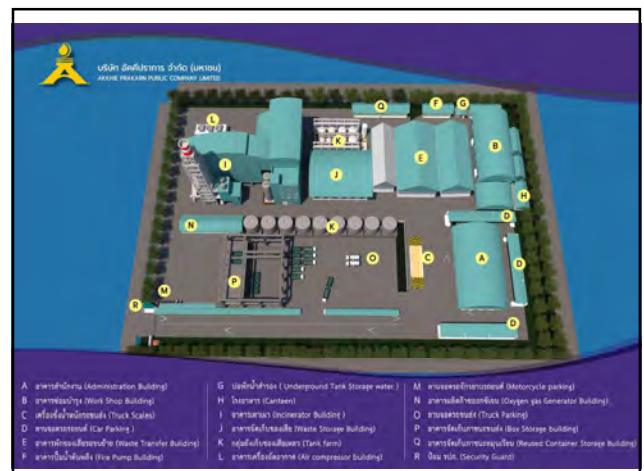 บริษัท อัคคีปราการ จำกัด (มหาชน)
AKKHIE PRAKARN PUBLIC COMPANY LIMITED
Q
F
G
L
K
B
I
E
J
H
N
K
D
P
O
C
A
D
M
R
D
A อาคารสำนักงาน (Administration Building)
B อาคารซ่อมบำรุง (Work Shop Building)
C เครื่องชั่งน้ำหนักรถขนส่ง (Truck Scales)
D ลานจอดรถยนต์ (Car Parking )
E อาคารพักของเสียรอขนย้าย (Waste Transfer Building)
F อาคารปั๊มน้ำดับเพลิง (Fire Pump Building)
G บ่อพักน้ำสำรอง ( Underground Tank Storage water )
H โรงอาหาร (Canteen)
I อาคารเตาเผา (Incinerator Building )
J อาคารจัดเก็บของเสีย (Waste Storage Building)
K กลุ่มถังเก็บของเสียเหลว (Tank farm)
L อาคารเครื่องอัดอากาศ (Air compressor building)
M ลานจอดรถจักรยานยนต์ (Motorcycle parking)
N อาคารผลิตก๊าซออกซิเจน (Oxygen gas Generator Building)
O ลานจอดรถขนส่ง (Truck Parking)
P อาคารจัดเก็บภาชนะขนส่ง (Box Storage building)
Q อาคารจัดเก็บภาชนะหมุนเวียน (Reused Container Storage Building)
R ป้อม รปภ. (Security Guard)